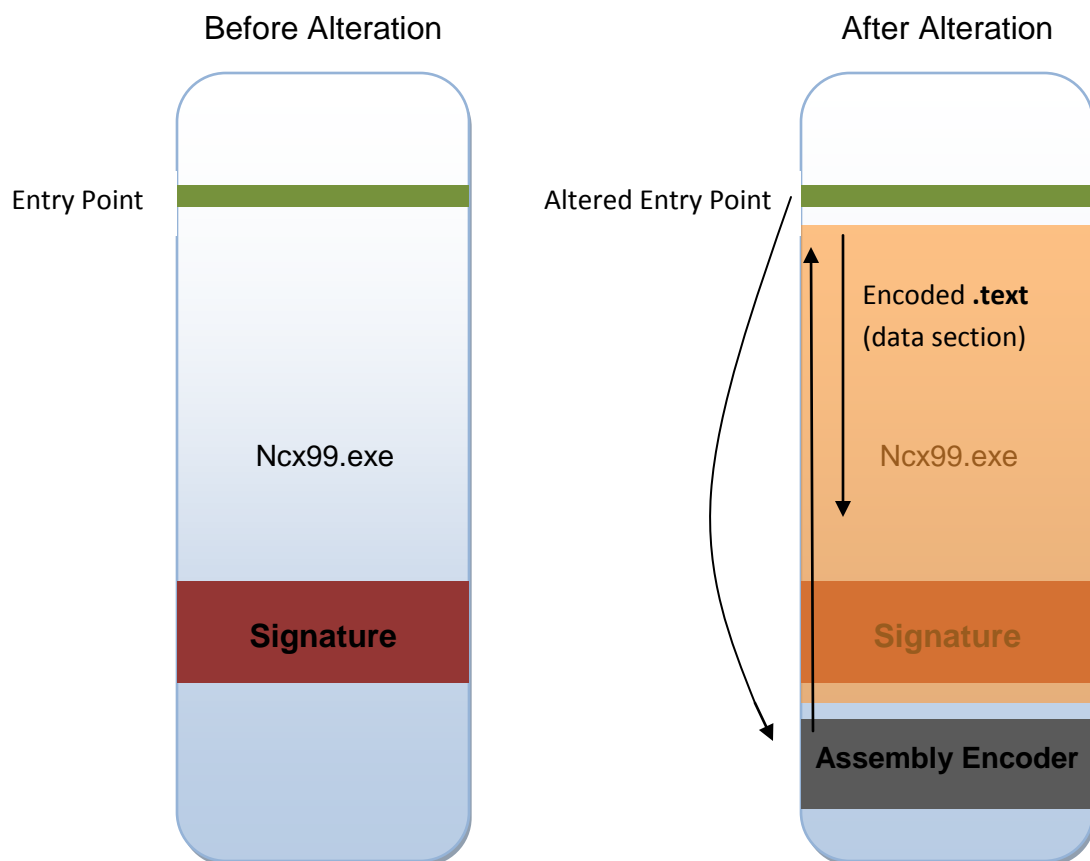 Before Alteration
After Alteration
Entry Point
Altered Entry Point
Encoded .text
(data section)
Ncx99.exe
Ncx99.exe
Signature
Signature
Assembly Encoder